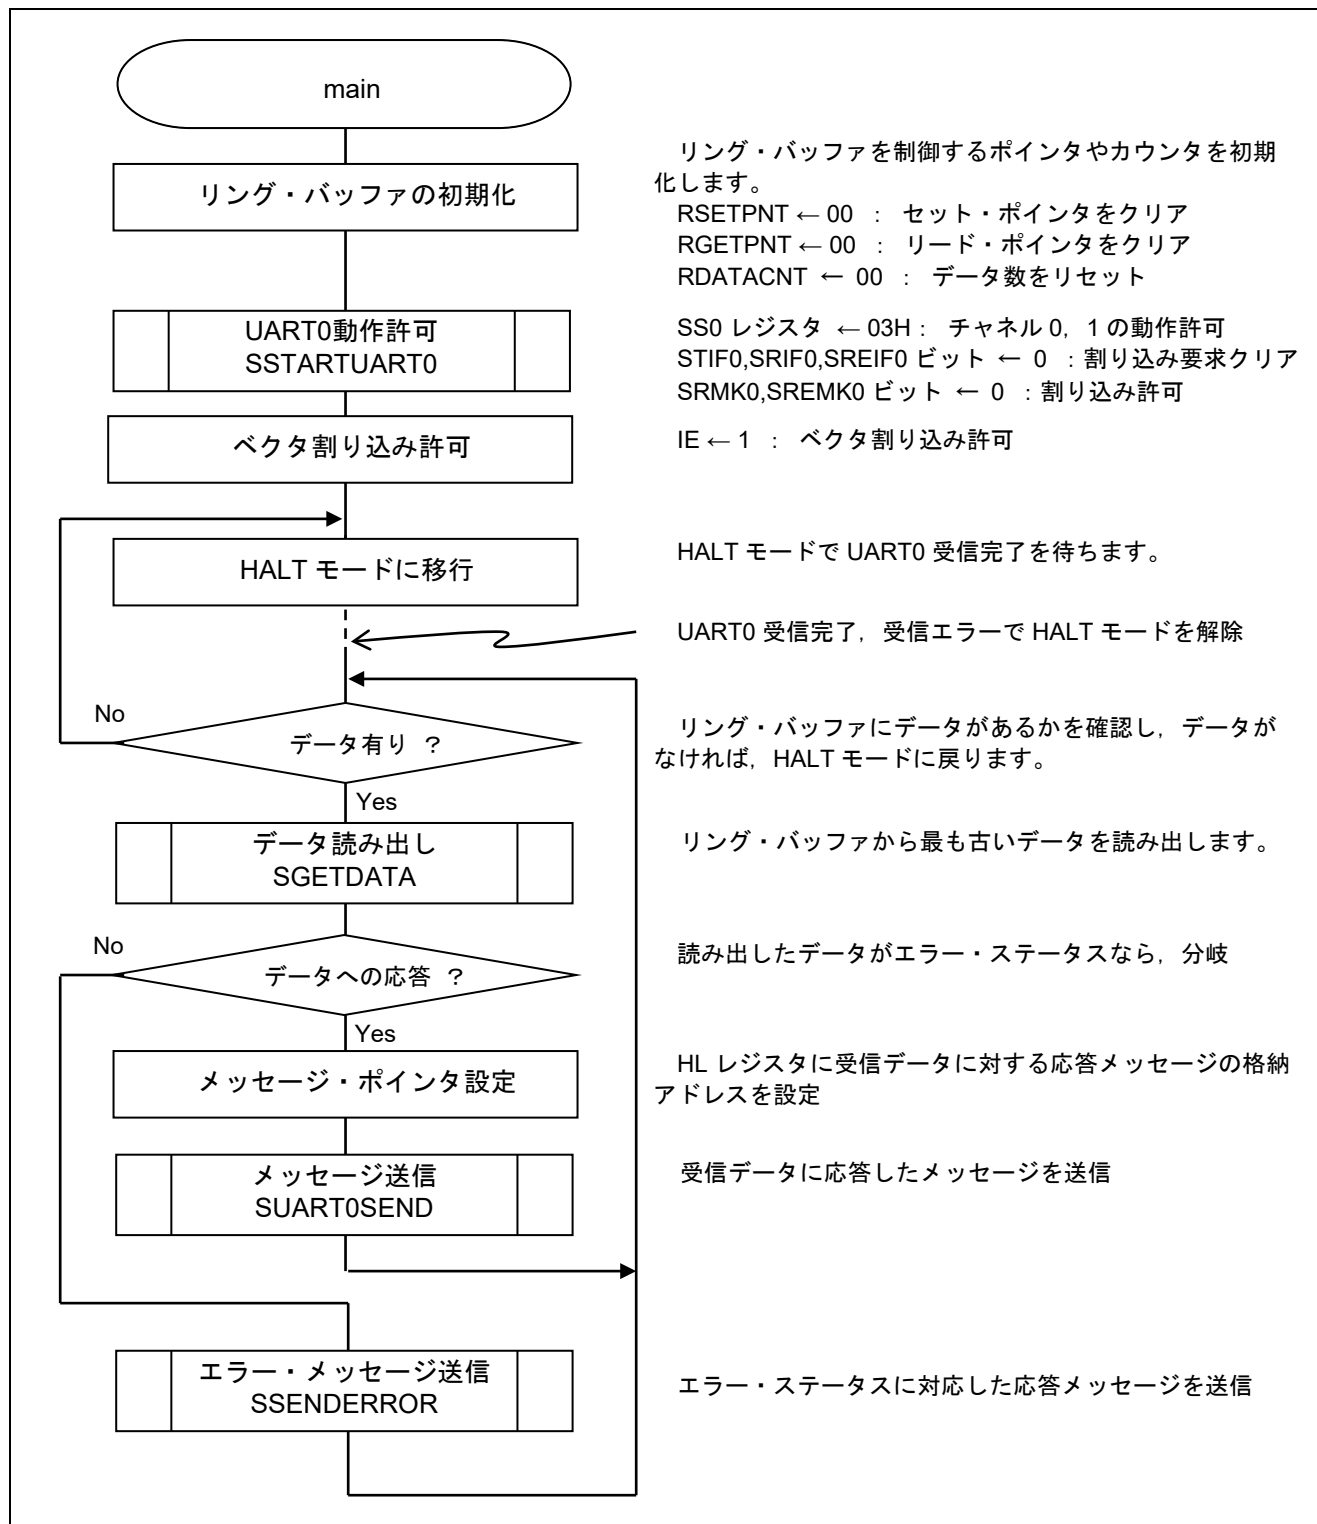 main
リング・バッファの初期化
リング・バッファを制御するポインタやカウンタを初期
化します。
RSETPNT ← 00 : セット・ポインタをクリア
RGETPNT ← 00 : リード・ポインタをクリア
RDATACNT ← 00 : データ数をリセット
UART0動作許可
SSTARTUART0
SS0 レジスタ ← 03H : チャネル 0，1 の動作許可
STIF0,SRIF0,SREIF0 ビット ← 0 : 割り込み要求クリア
SRMK0,SREMK0 ビット ← 0 : 割り込み許可
ベクタ割り込み許可
IE ← 1 : ベクタ割り込み許可
HALT モードに移行
HALT モードで UART0 受信完了を待ちます。
UART0 受信完了，受信エラーで HALT モードを解除
No
データ有り ？
リング・バッファにデータがあるかを確認し，データが
なければ，HALT モードに戻ります。
Yes
データ読み出し
SGETDATA
リング・バッファから最も古いデータを読み出します。
No
データへの応答 ？
読み出したデータがエラー・ステータスなら，分岐
Yes
メッセージ・ポインタ設定
HL レジスタに受信データに対する応答メッセージの格納
アドレスを設定
メッセージ送信
SUART0SEND
受信データに応答したメッセージを送信
エラー・メッセージ送信
SSENDERROR
エラー・ステータスに対応した応答メッセージを送信